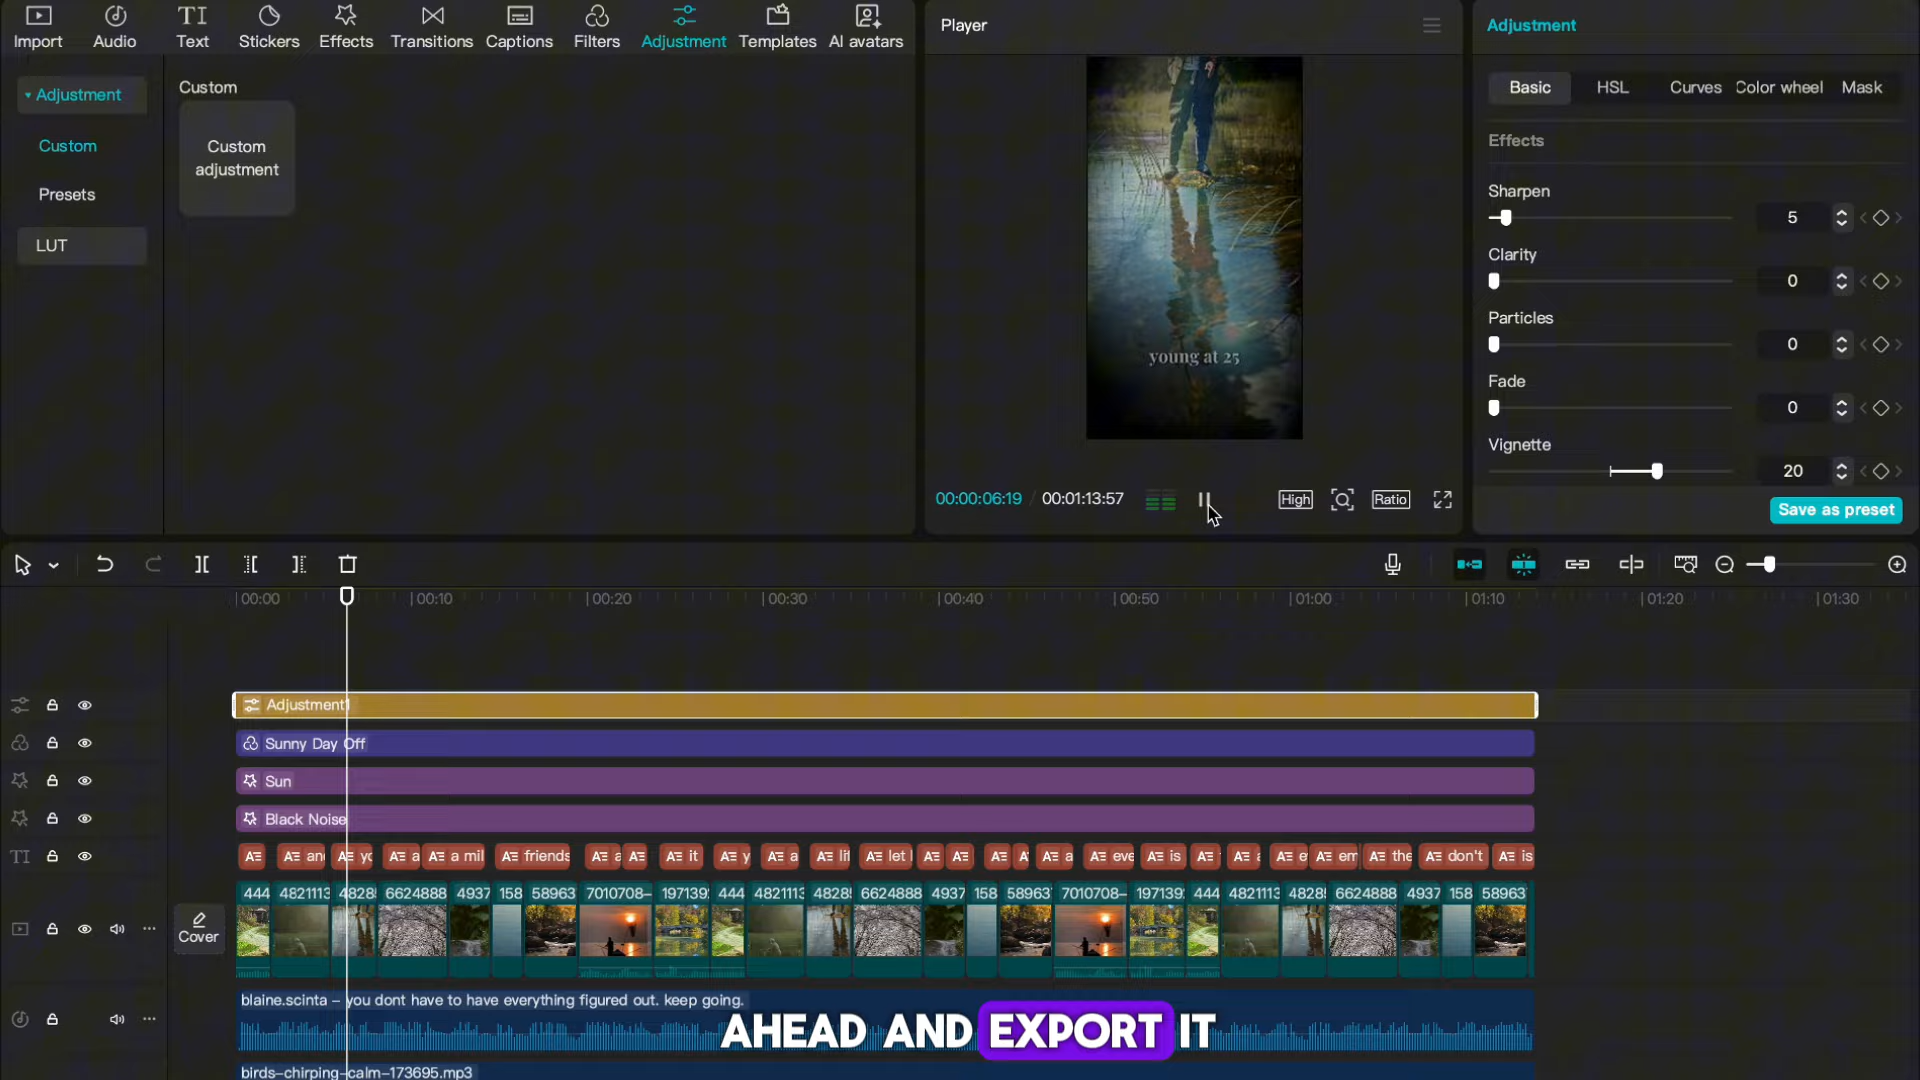 Import Audio Text Stickers Effects Transitions Captions Filters Adjustment Templates AI avatars
Adjustment
Custom
Presets
LUT
Custom
Custom
adjustment
Player
young at 25
00:00:06:19 / 00:01:13:57
High
Ratio
Adjustment
Basic HSL Curves Color wheel Mask
Effects
Sharpen
5
Clarity
0
Particles
0
Fade
0
Vignette
20
Save as preset
00:00 00:10 00:20 00:30 00:40 00:50 01:00 01:10 01:20 01:30
Adjustment1
Sunny Day Off
Sun
Black Noise
TI
an yo a a mil friends a it y a lif let eve is a e em the don't is
444 4821113 4828 6624888 4937 158 58963 7010708– 197139 444 4821113 4828 6624888 4937 158 58963 7010708– 197139 444 4821113 4828 6624888 4937 158 58963
Cover
blaine.scinta – you dont have to have everything figured out. keep going.
AHEAD AND EXPORT IT
birds-chirping-calm-173695.mp3